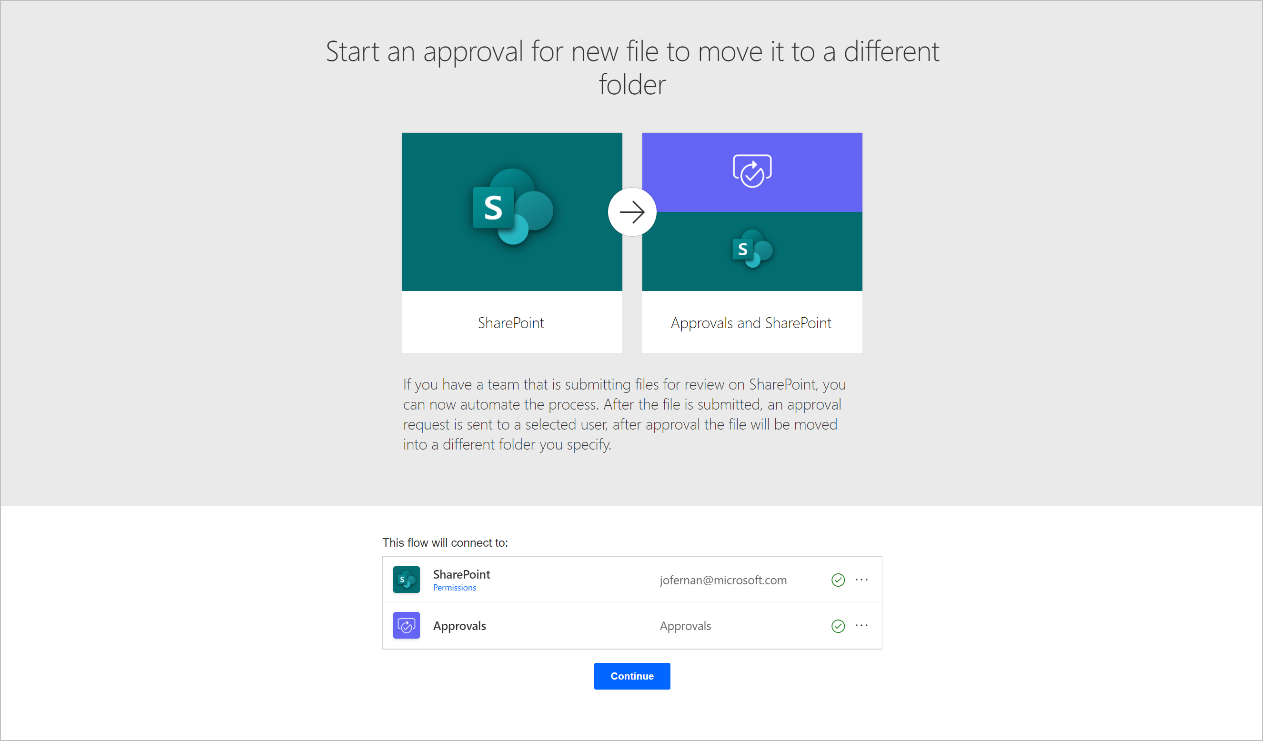 Start an approval for new file to move it to a different
folder
S
S
SharePoint
Approvals and SharePoint
If you have a team that is submitting files for review on SharePoint, you
can now automate the process. After the file is submitted, an approval
request is sent to a selected user, after approval the file will be moved
into a different folder you specify.
This flow will connect to:
S
SharePoint
Permissions
jofernan@microsoft.com
Approvals
Approvals
Continue